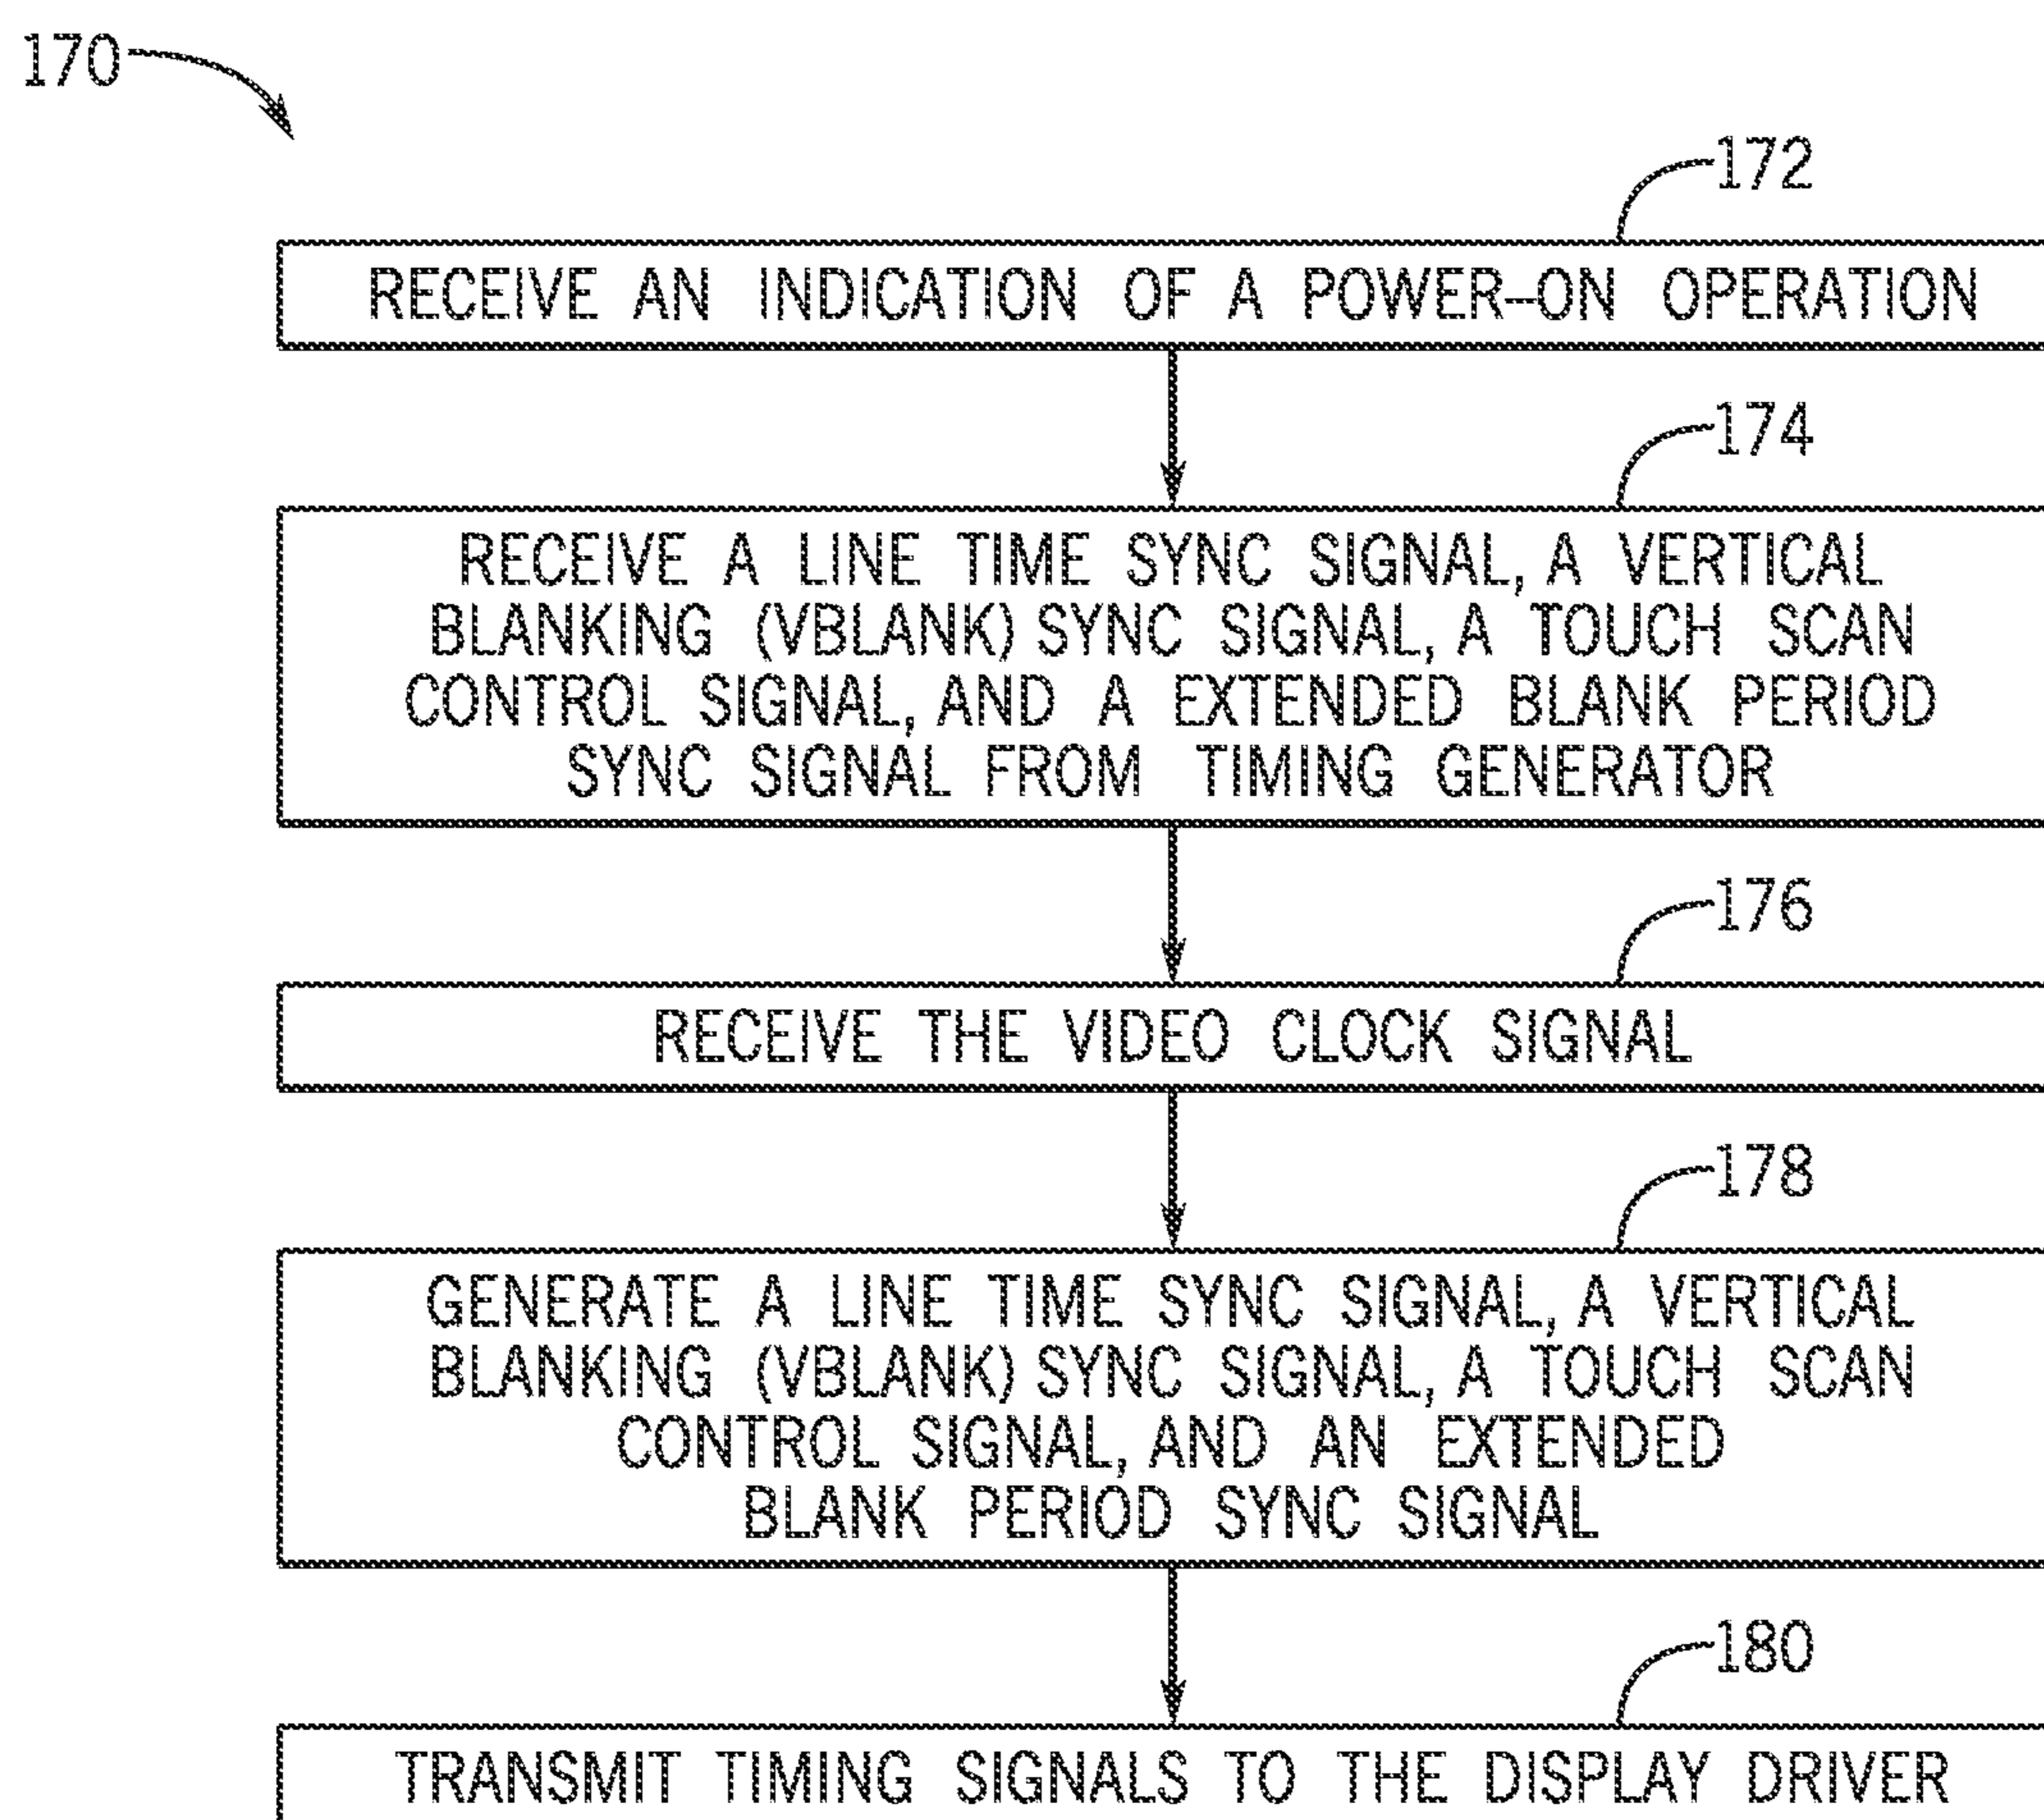 170
172
RECEIVE AN INDICATION OF A POWER-ON OPERATION
174
RECEIVE A LINE TIME SYNC SIGNAL, A VERTICAL
BLANKING (VBLANK) SYNC SIGNAL, A TOUCH SCAN
CONTROL SIGNAL, AND A EXTENDED BLANK PERIOD
SYNC SIGNAL FROM TIMING GENERATOR
176
RECEIVE THE VIDEO CLOCK SIGNAL
178
GENERATE A LINE TIME SYNC SIGNAL, A VERTICAL
BLANKING (VBLANK) SYNC SIGNAL, A TOUCH SCAN
CONTROL SIGNAL, AND AN EXTENDED
BLANK PERIOD SYNC SIGNAL
180
TRANSMIT TIMING SIGNALS TO THE DISPLAY DRIVER